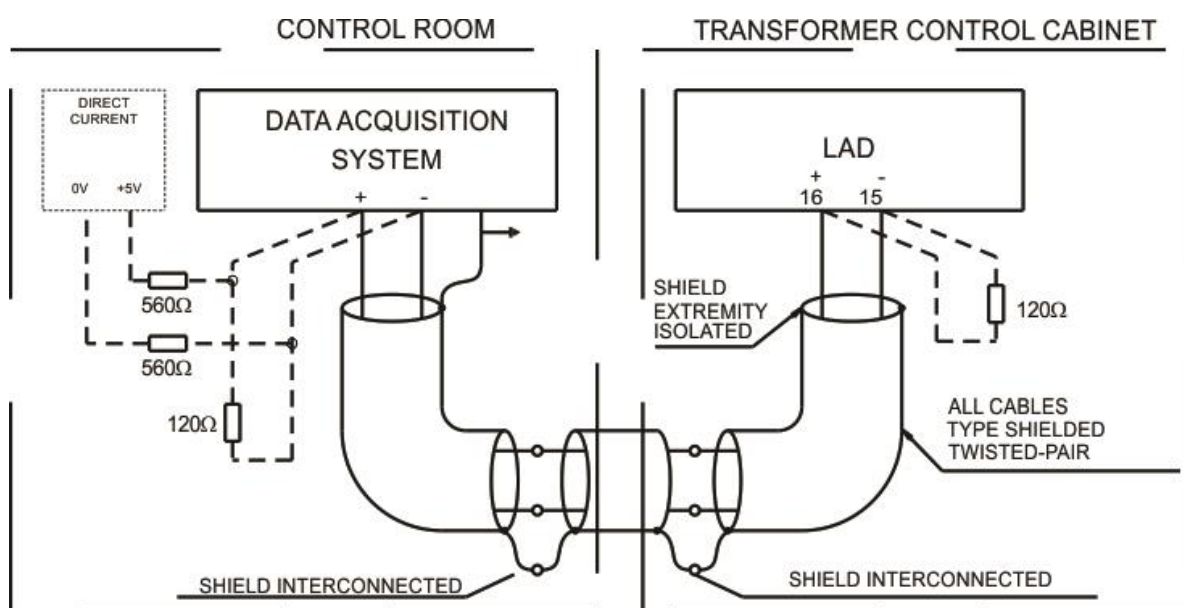 CONTROL ROOM
TRANSFORMER CONTROL CABINET
DIRECT
CURRENT
0V +5V
DATA ACQUISITION
SYSTEM
+ -
LAD
+ -
16 15
560Ω
560Ω
120Ω
SHIELD
EXTREMITY
ISOLATED
120Ω
ALL CABLES
TYPE SHIELDED
TWISTED-PAIR
SHIELD INTERCONNECTED
SHIELD INTERCONNECTED